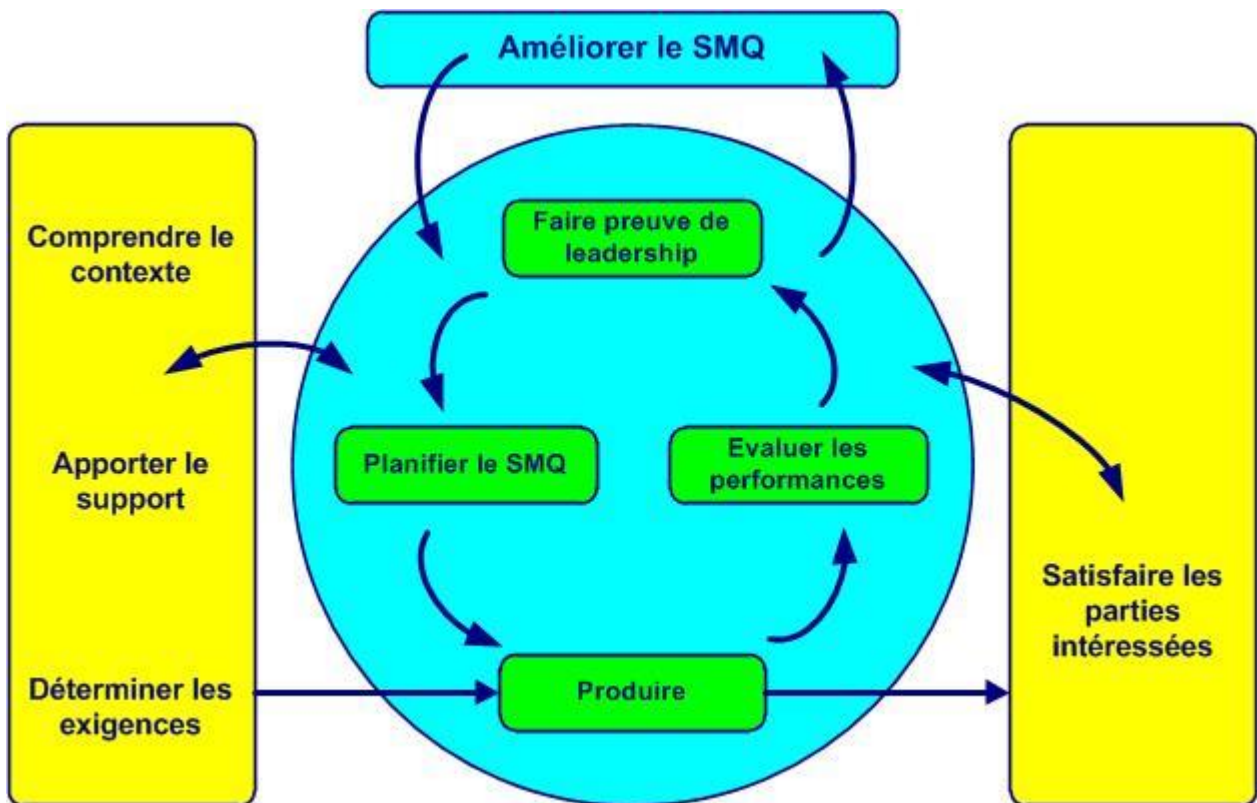 Améliorer le SMQ
Comprendre le
contexte
Apporter le
support
Déterminer les
exigences
Faire preuve de
leadership
Planifier le SMQ
Evaluer les
performances
Produire
Satisfaire les
parties
intéressées